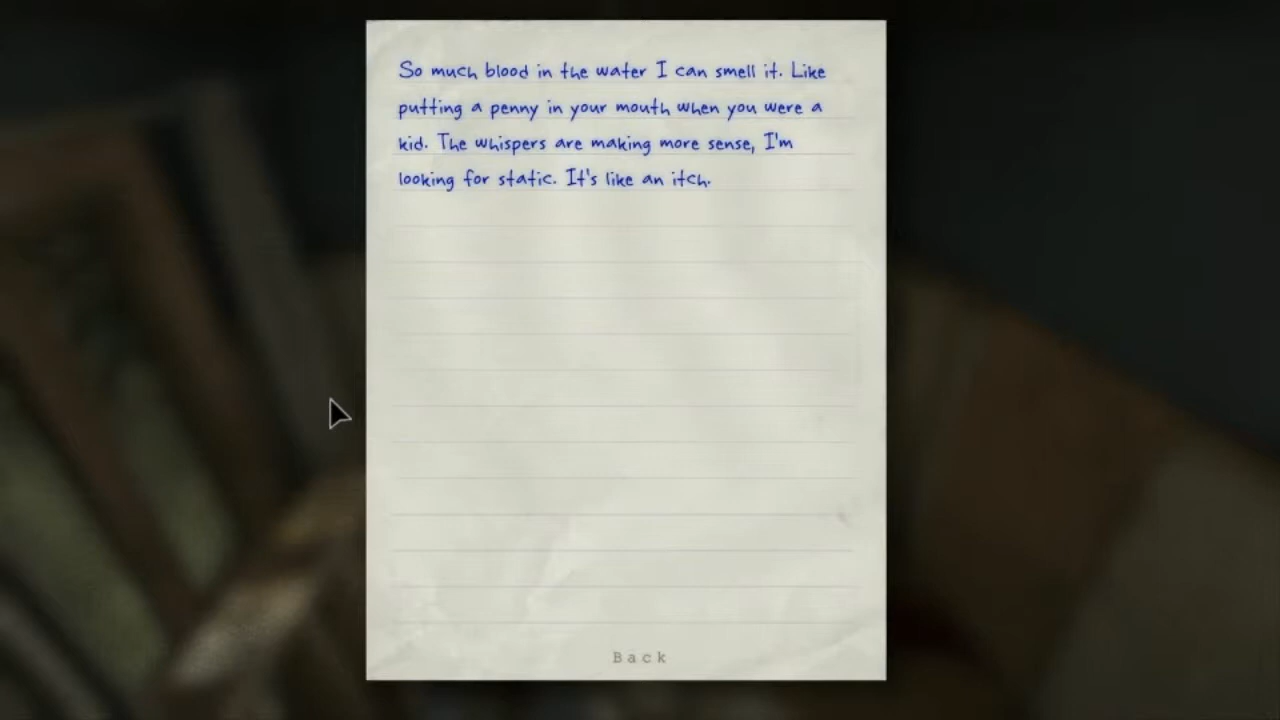 So much blood in the water I can smell it. Like
putting a penny in your mouth when you were a
kid. The whispers are making more sense, I'm
looking for static. It's like an itch.
Back